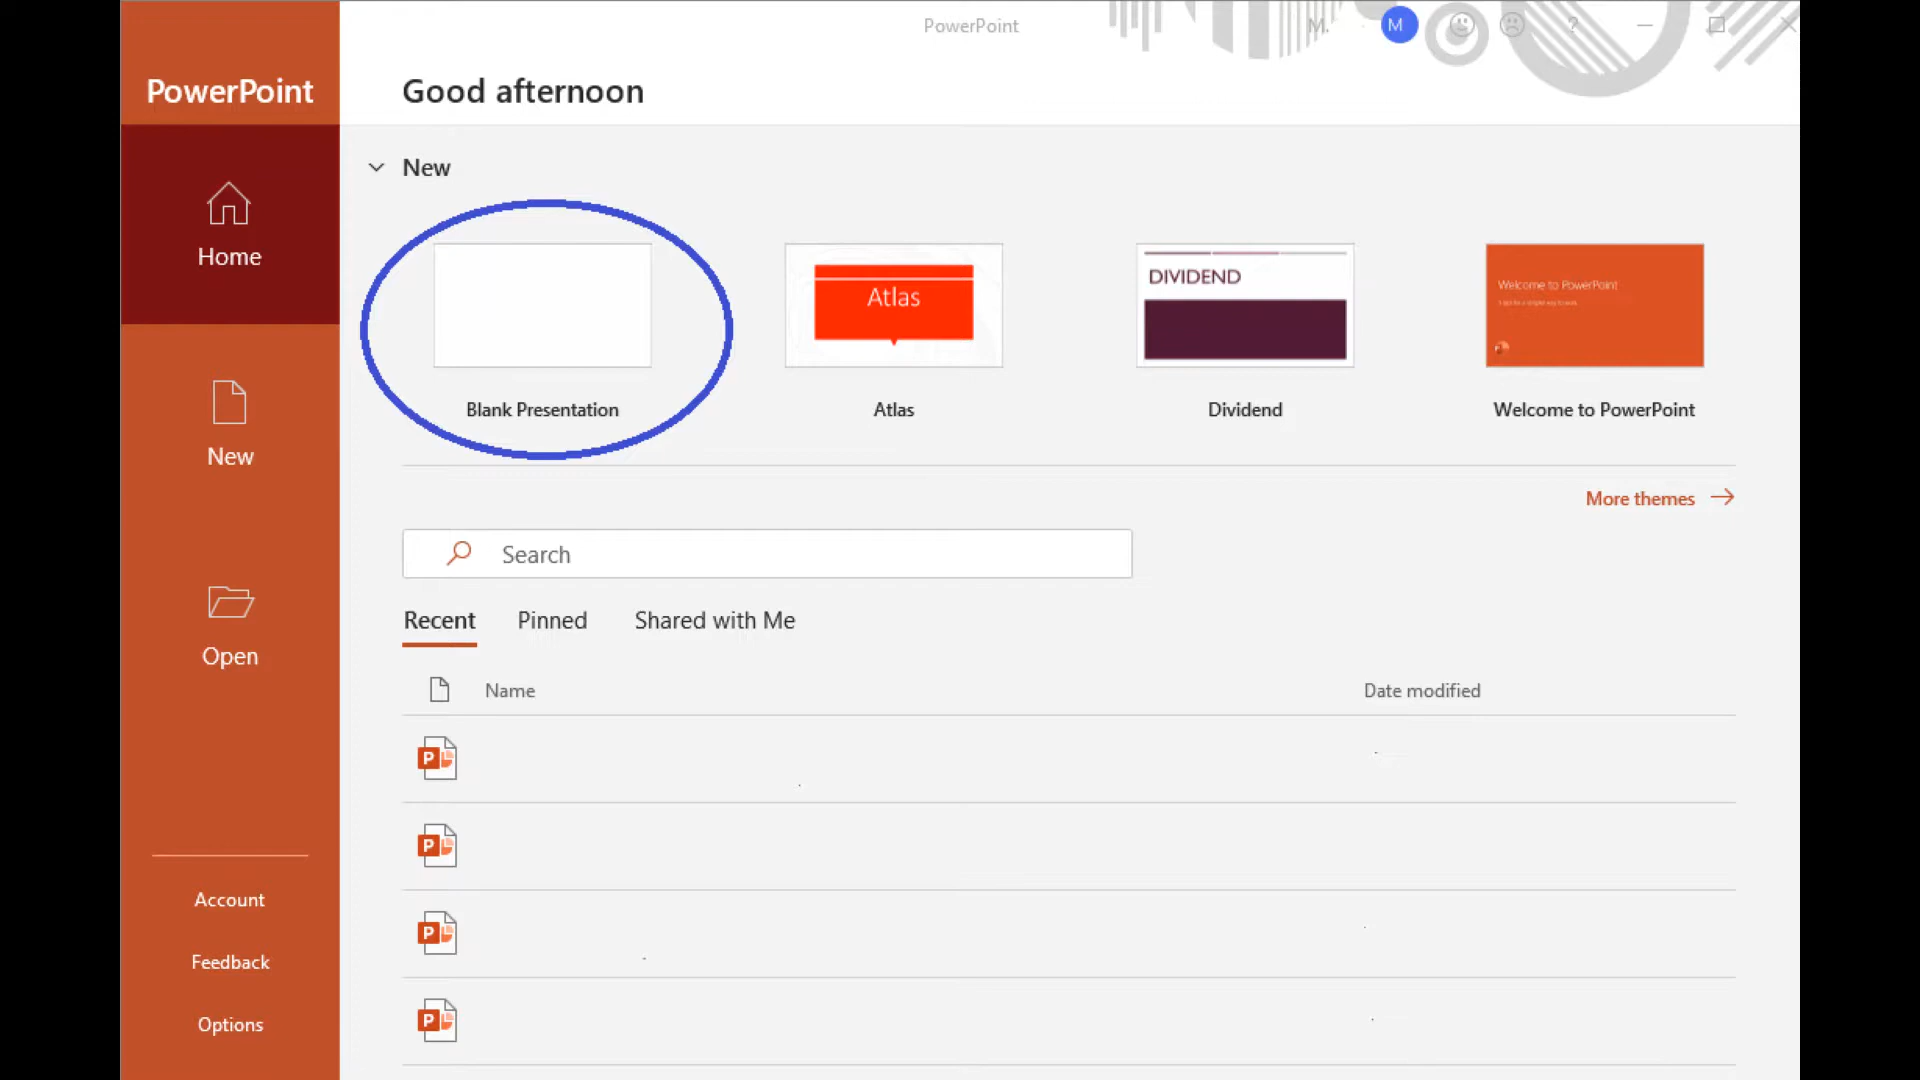 PowerPoint
M.
M
PowerPoint
Good afternoon
New
Home
Atlas
DIVIDEND
Welcome to PowerPoint
Blank Presentation
Atlas
Dividend
Welcome to PowerPoint
New
More themes
Search
Recent
Pinned
Shared with Me
Open
Name
Date modified
P
P
P
P
Account
Feedback
Options